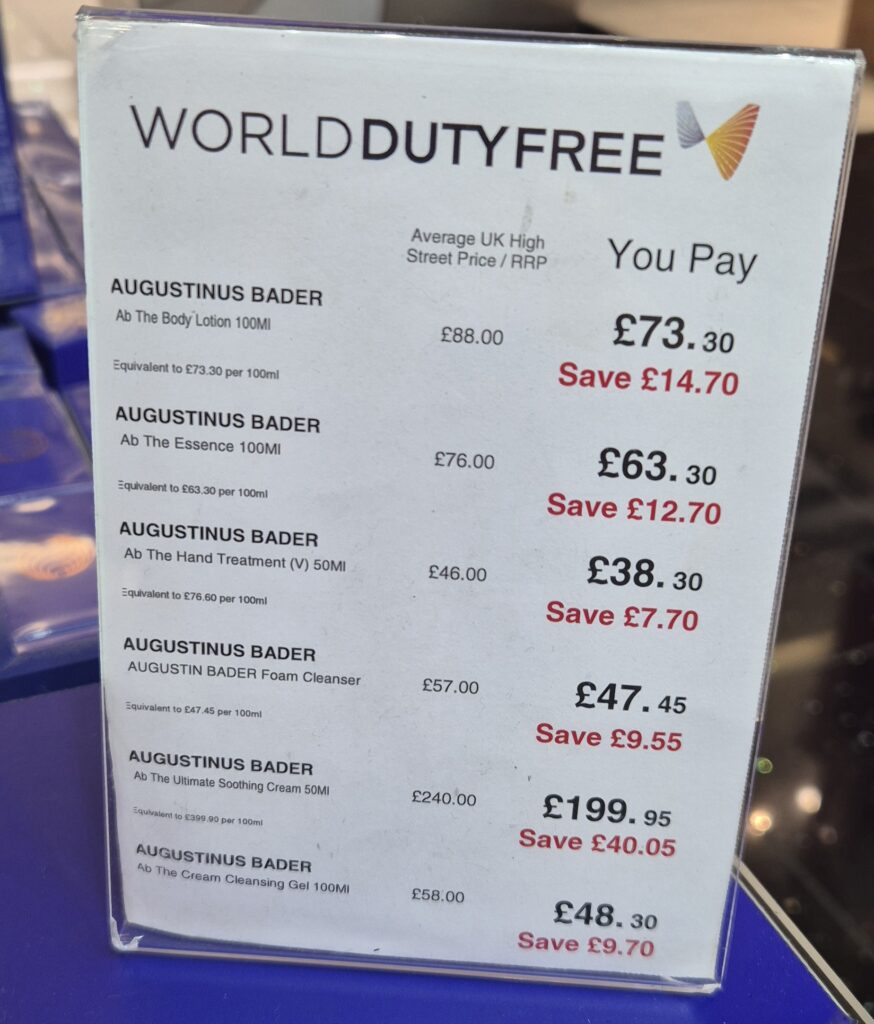 WORLDDUTYFREE
Average UK High
Street Price / RRP
You Pay
AUGUSTINUS BADER
Ab The Body Lotion 100Ml
£88.00
£73.30
Save £14.70
Equivalent to £73.30 per 100ml
AUGUSTINUS BADER
Ab The Essence 100Ml
£76.00
£63.30
Save £12.70
Equivalent to £63.30 per 100ml
AUGUSTINUS BADER
Ab The Hand Treatment (V) 50Ml
£46.00
£38.30
Save £7.70
Equivalent to £76.60 per 100ml
AUGUSTINUS BADER
AUGUSTIN BADER Foam Cleanser
£57.00
£47.45
Save £9.55
Equivalent to £47.45 per 100ml
AUGUSTINUS BADER
Ab The Ultimate Soothing Cream 50Ml
£240.00
£199.95
Save £40.05
Equivalent to £399.90 per 100ml
AUGUSTINUS BADER
Ab The Cream Cleansing Gel 100Ml
£58.00
£48.30
Save £9.70